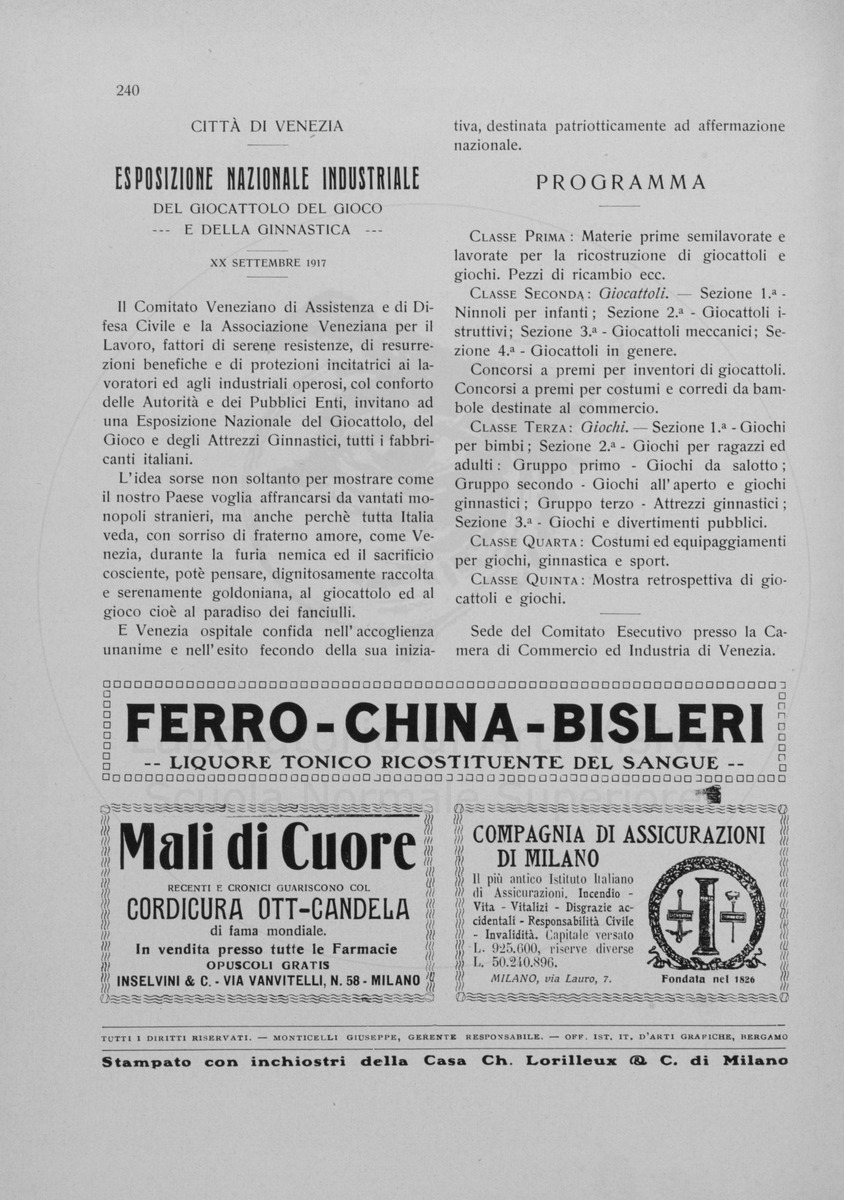 240
CITTÀ DI VENEZIA
ESPOSIZIONE NAZIONALE INDUSTRIALE
DEL GIOCATTOLO DEL GIOCO
--- E DELLA GINNASTICA ---
XX SETTEMBRE 1917
Il Comitato Veneziano di Assistenza e di Di-
fesa Civile e la Associazione Veneziana per il
Lavoro, fattori di serene resistenze, di resurre-
zioni benefiche e di protezioni incitatrici ai la-
voratori ed agli industriali operosi, col conforto
delle Autorità e dei Pubblici Enti, invitano ad
una Esposizione Nazionale del Giocattolo, del
Gioco e degli Attrezzi Ginnastici, tutti i fabbri-
canti italiani.
L'idea sorse non soltanto per mostrare come
il nostro Paese voglia affrancarsi da vantati mo-
nopoli stranieri, ma anche perchè tutta Italia
veda, con sorriso di fraterno amore, come Ve-
nezia, durante la furia nemica ed il sacrificio
cosciente, potè pensare, dignitosamente raccolta
e serenamente goldoniana, al giocattolo ed al
gioco cioè al paradiso dei fanciulli.
E Venezia ospitale confida nell'accoglienza
unanime e nell'esito fecondo della sua inizia-
tiva, destinata patriotticamente ad affermazione
nazionale.
PROGRAMMA
CLASSE PRIMA: Materie prime semilavorate e
lavorate per la ricostruzione di giocattoli e
giochi. Pezzi di ricambio ecc.
CLASSE SECONDA: Giocattoli. — Sezione 1.ª -
Ninnoli per infanti; Sezione 2.ª - Giocattoli i-
struttivi; Sezione 3.ª - Giocattoli meccanici; Se-
zione 4.ª - Giocattoli in genere.
Concorsi a premi per inventori di giocattoli.
Concorsi a premi per costumi e corredi da bam-
bole destinate al commercio.
CLASSE TERZA: Giochi. — Sezione 1.ª - Giochi
per bimbi; Sezione 2.ª - Giochi per ragazzi ed
adulti: Gruppo primo - Giochi da salotto;
Gruppo secondo - Giochi all'aperto e giochi
ginnastici; Gruppo terzo - Attrezzi ginnastici;
Sezione 3.ª - Giochi e divertimenti pubblici.
CLASSE QUARTA: Costumi ed equipaggiamenti
per giochi, ginnastica e sport.
CLASSE QUINTA: Mostra retrospettiva di gio-
cattoli e giochi.
Sede del Comitato Esecutivo presso la Ca-
mera di Commercio ed Industria di Venezia.
FERRO-CHINA-BISLERI
-- LIQUORE TONICO RICOSTITUENTE DEL SANGUE --
Scuola Normale Superiore
Mali di Cuore
RECENTI E CRONICI GUARISCONO COL
CORDICURA OTT-CANDELA
di fama mondiale.
In vendita presso tutte le Farmacie
OPUSCOLI GRATIS
INSELVINI & C. - VIA VANVITELLI, N. 58 - MILANO
COMPAGNIA DI ASSICURAZIONI
DI MILANO
Il più antico Istituto Italiano
di Assicurazioni. Incendio -
Vita - Vitalizi - Disgrazie ac-
cidentali - Responsabilità Civile
- Invalidità. Capitale versato
L. 925.600, riserve diverse
L. 50.240.896.
MILANO, via Lauro, 7.
Fondata nel 1826
TUTTI I DIRITTI RISERVATI. — MONTICELLI GIUSEPPE, GERENTE RESPONSABILE. — OFF. IST. IT. D'ARTI GRAFICHE, BERGAMO
Stampato con inchiostri della Casa Ch. Lorilleux & C. di Milano